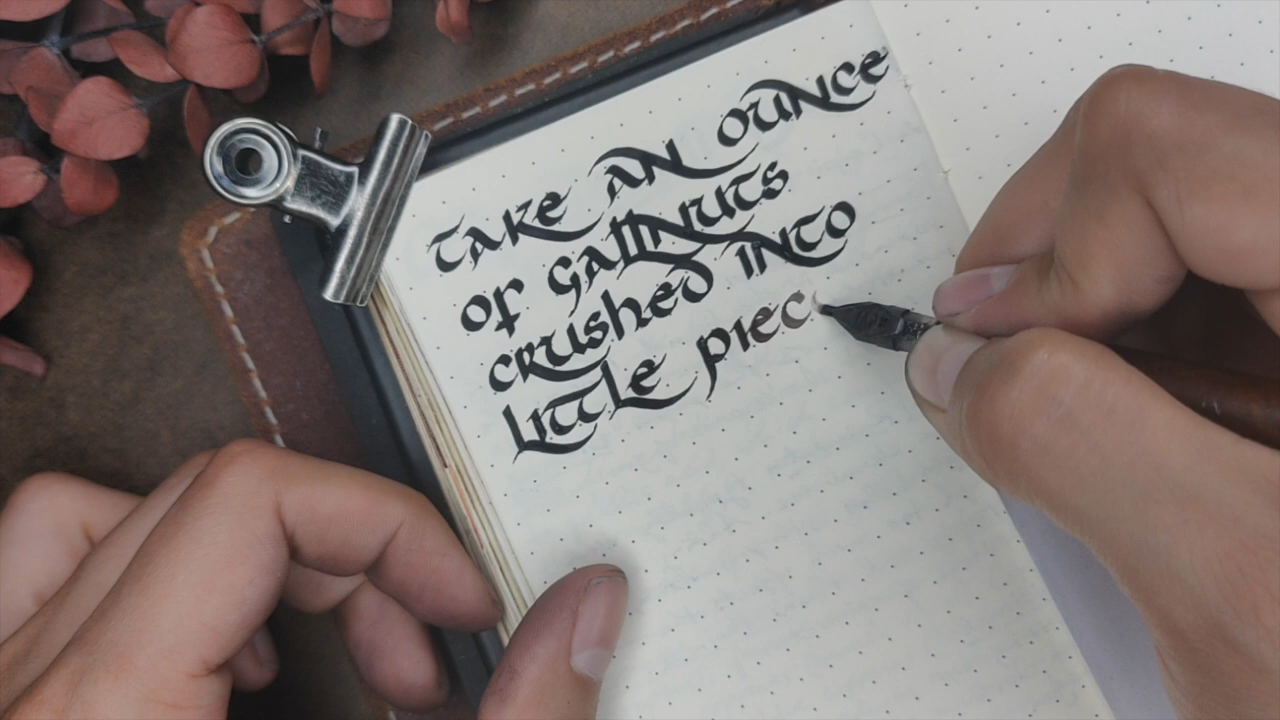 Take an ounce
of gallnuts
crushed into
little piec